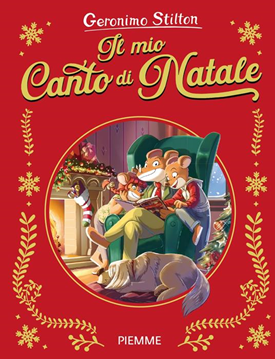 Geronimo Stilton
Il mio
Canto di Natale
PIEMME